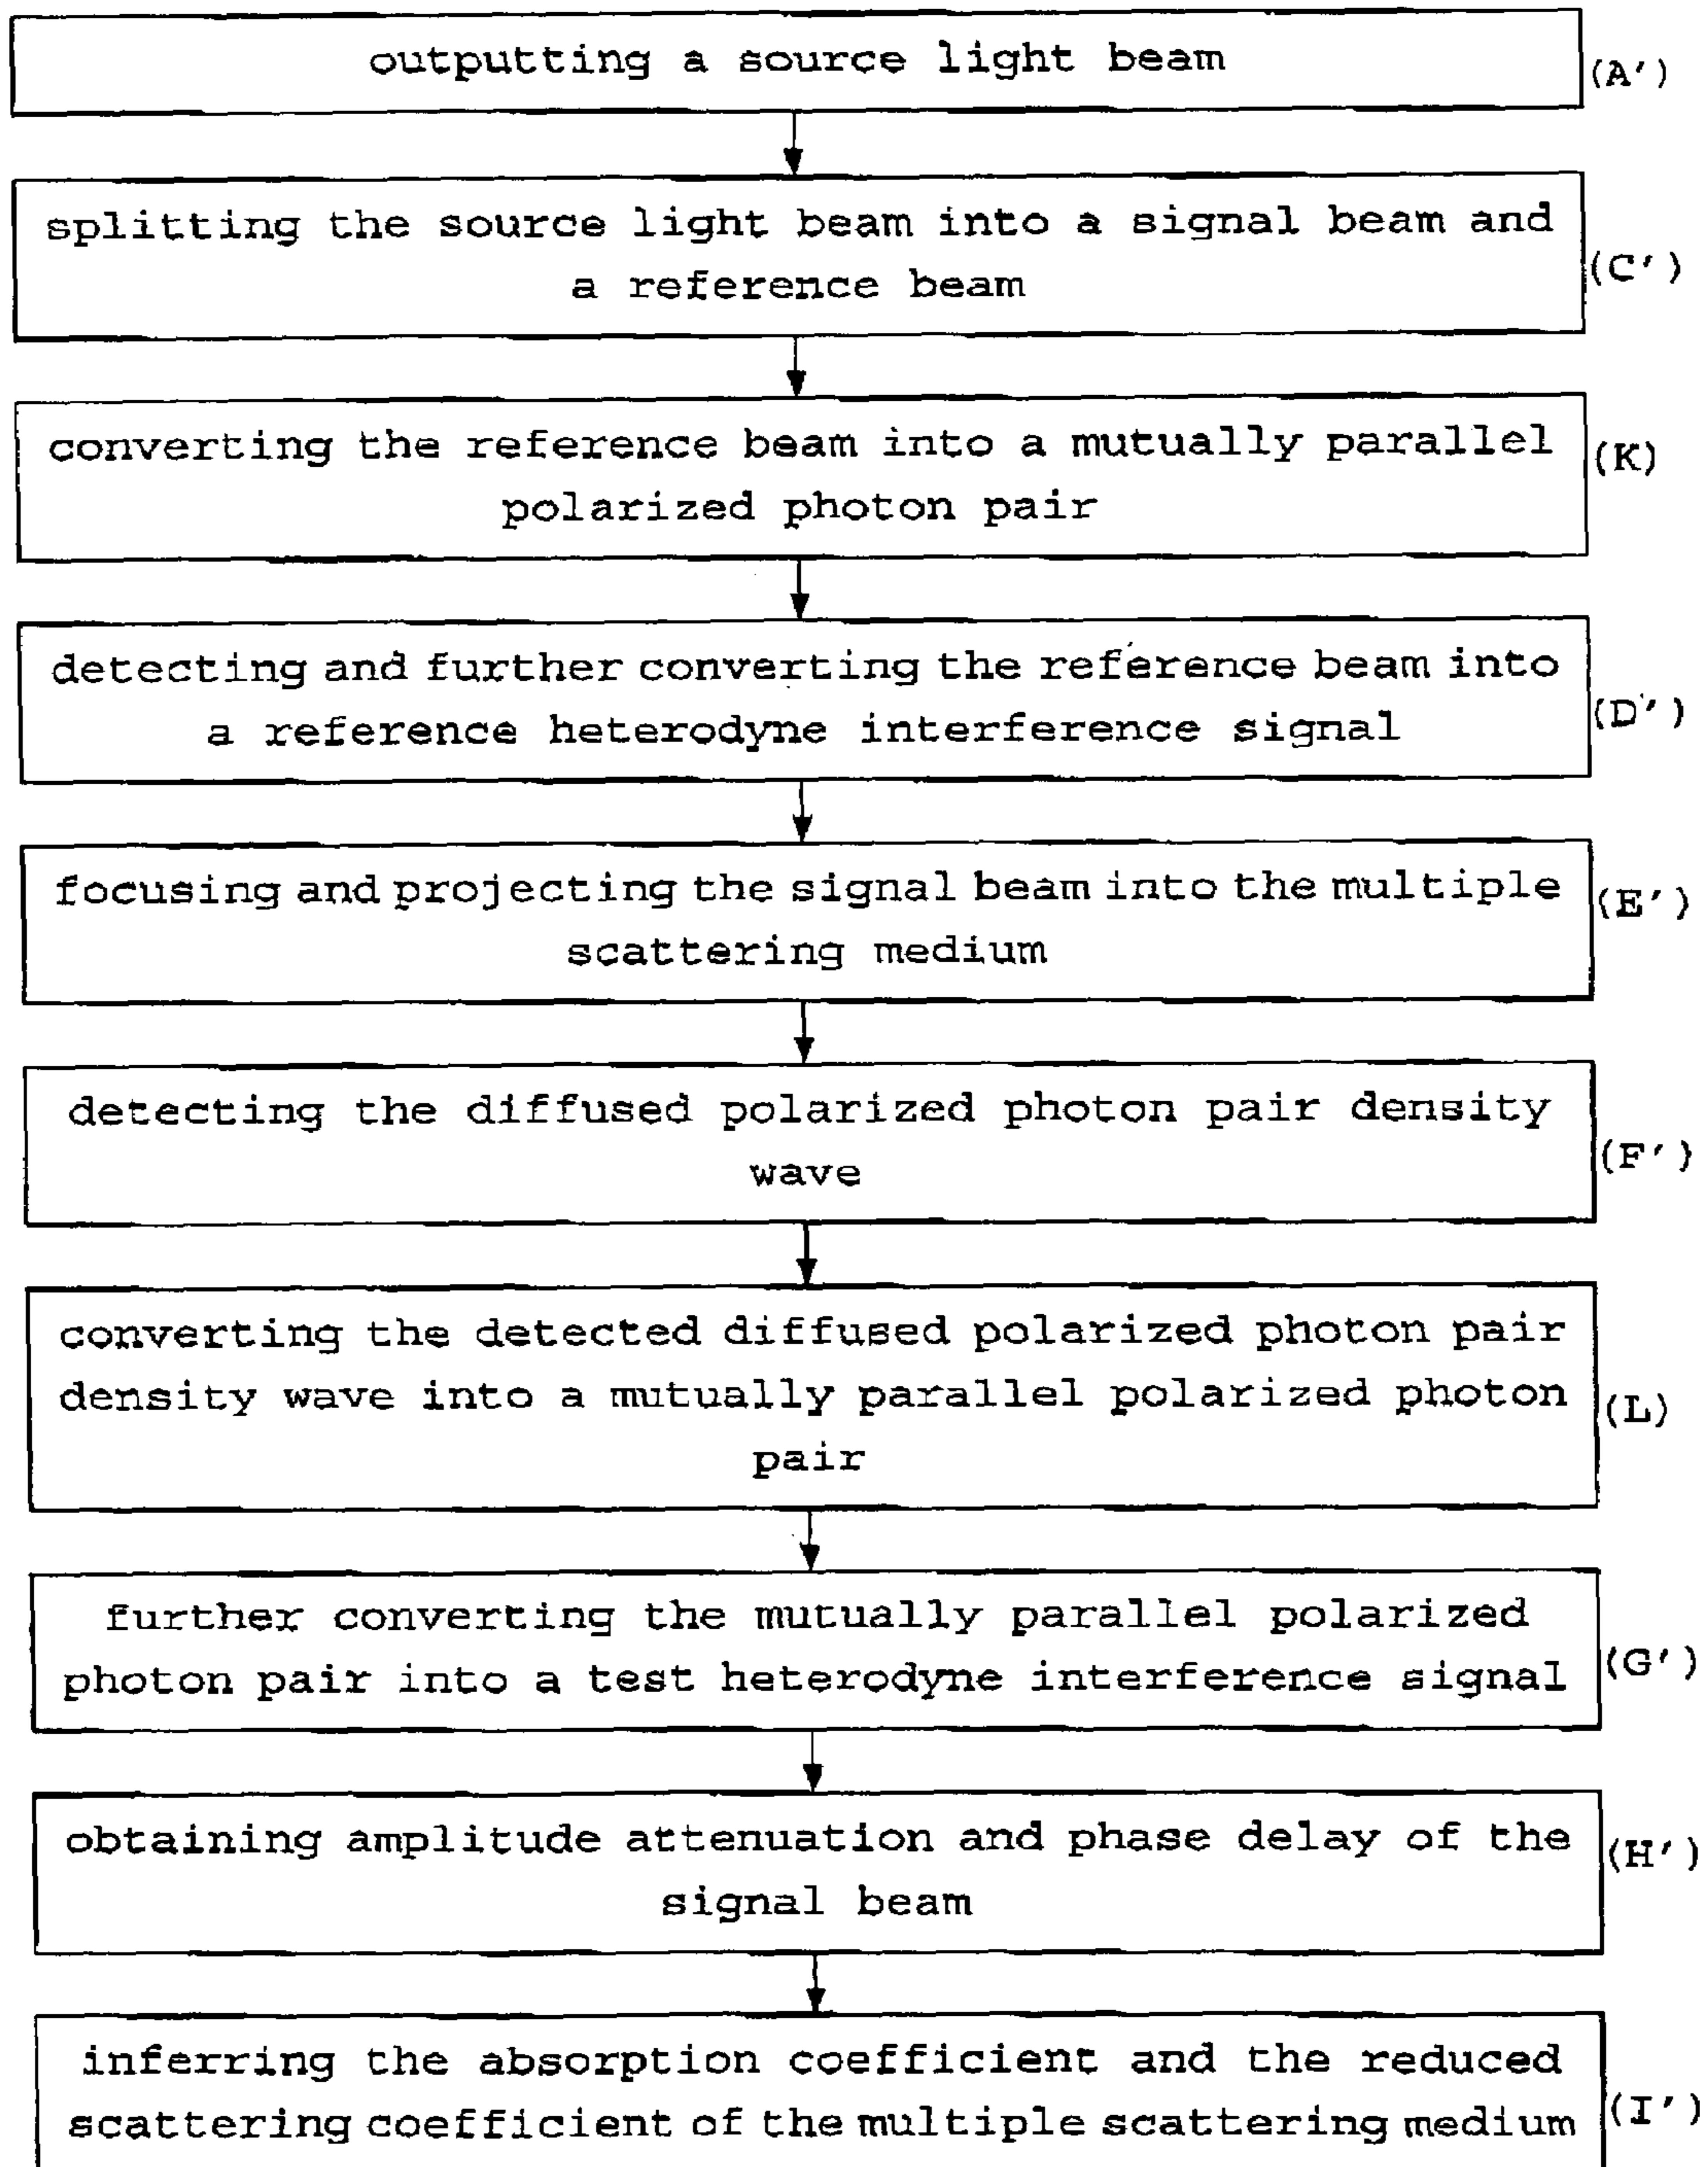 outputting a source light beam
(A')
splitting the source light beam into a signal beam and
a reference beam
(C')
converting the reference beam into a mutually parallel
polarized photon pair
(K)
detecting and further converting the reference beam into
a reference heterodyne interference signal
(D')
focusing and projecting the signal beam into the multiple
scattering medium
(E')
detecting the diffused polarized photon pair density
wave
(F')
converting the detected diffused polarized photon pair
density wave into a mutually parallel polarized photon
pair
(L)
further converting the mutually parallel polarized
photon pair into a test heterodyne interference signal
(G')
obtaining amplitude attenuation and phase delay of the
signal beam
(H')
inferring the absorption coefficient and the reduced
scattering coefficient of the multiple scattering medium
(I')